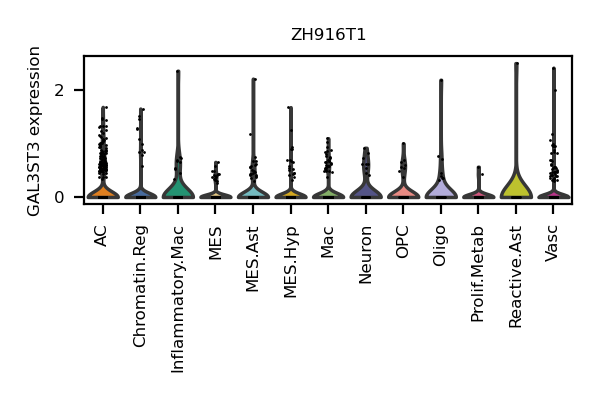 ZH916T1
GAL3ST3 expression
2
0
AC
Chromatin.Reg
Inflammatory.Mac
MES
MES.Ast
MES.Hyp
Mac
Neuron
OPC
Oligo
Prolif.Metab
Reactive.Ast
Vasc